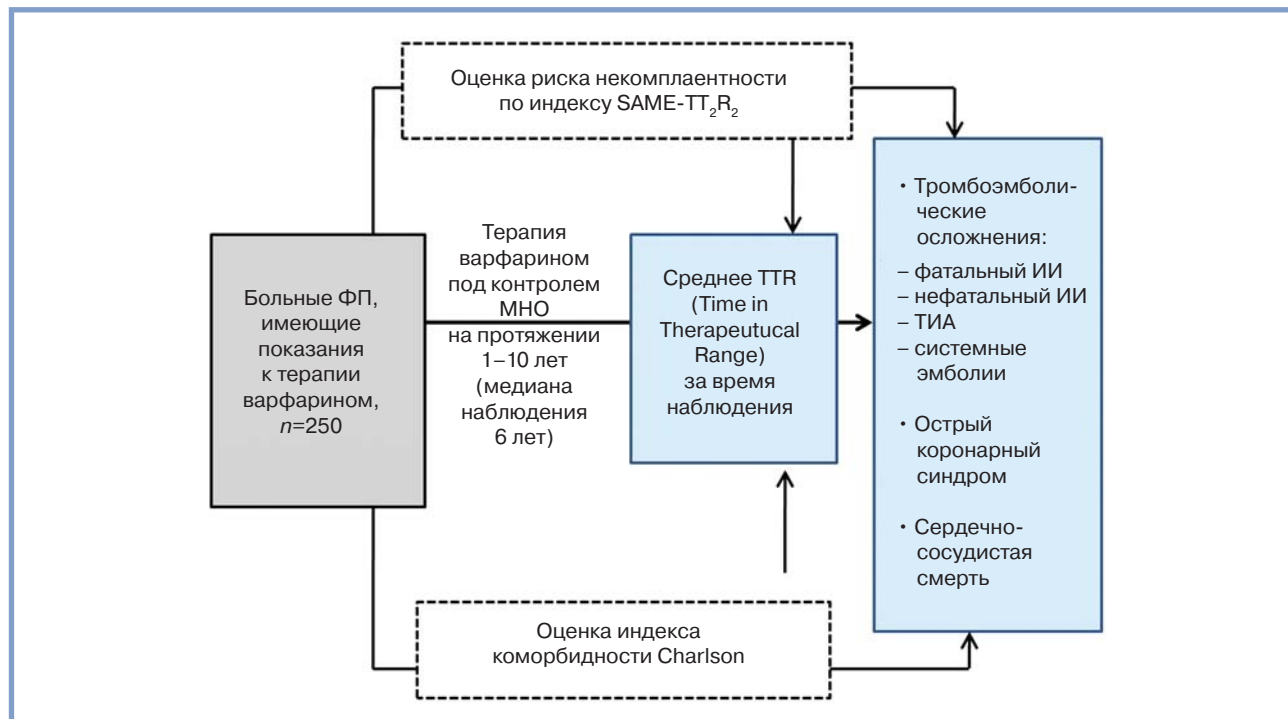 Оценка риска некомплаентности
по индексу SAME-TT₂R₂
Больные ФП,
имеющие
показания
к терапии
варфарином,
n=250
Терапия
варфарином
под контролем
МНО
на протяжении
1–10 лет
(медиана
наблюдения
6 лет)
Среднее TTR
(Time in
Therapeutucal
Range)
за время
наблюдения
· Тромбоэмболи-
ческие
осложнения:
– фатальный ИИ
– нефатальный ИИ
– ТИА
– системные
эмболии
· Острый
коронарный
синдром
· Сердечно-
сосудистая
смерть
Оценка индекса
коморбидности Charlson